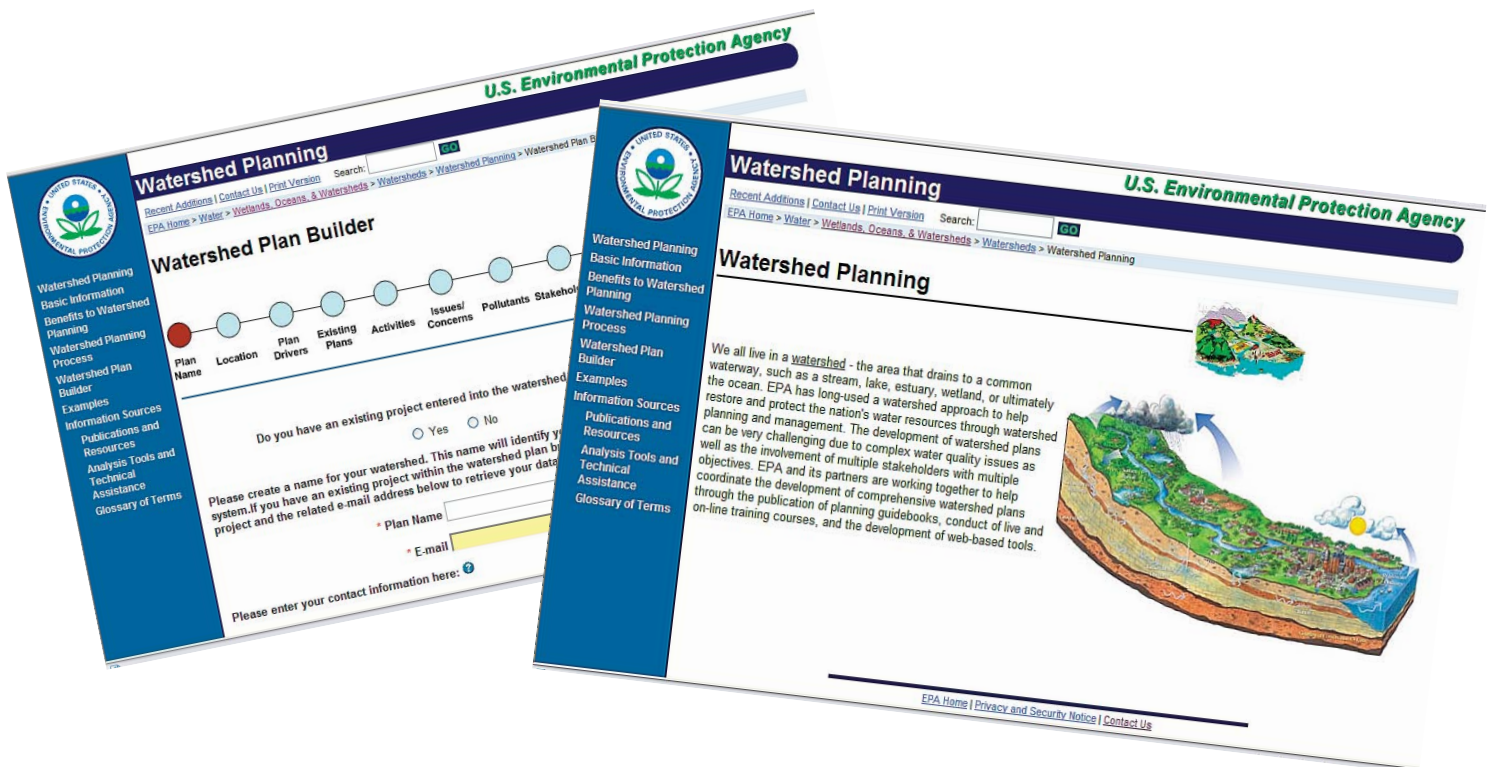 U.S. Environmental Protection Agency
Watershed Planning
Recent Additions | Contact Us | Print Version Search: GO
EPA Home > Water > Wetlands, Oceans, & Watersheds > Watersheds > Watershed Planning > Watershed Plan B
UNITED STATES
ENVIRONMENTAL PROTECTION AGENCY
Watershed Planning
Basic Information
Benefits to Watershed
Planning
Watershed Planning
Process
Watershed Plan
Builder
Examples
Information Sources
Publications and
Resources
Analysis Tools and
Technical
Assistance
Glossary of Terms
Watershed Plan Builder
Plan
Name
Location
Plan
Drivers
Existing
Plans
Activities
Issues/
Concerns
Pollutants
Stakehol
Do you have an existing project entered into the watershed
Yes No
Please create a name for your watershed. This name will identify y
system.If you have an existing project within the watershed plan b
project and the related e-mail address below to retrieve your data
* Plan Name
* E-mail
Please enter your contact information here: ?
U.S. Environmental Protection Agency
Watershed Planning
Recent Additions | Contact Us | Print Version Search: GO
EPA Home > Water > Wetlands, Oceans, & Watersheds > Watersheds > Watershed Planning
UNITED STATES
ENVIRONMENTAL PROTECTION AGENCY
Watershed Planning
Basic Information
Benefits to Watershed
Planning
Watershed Planning
Process
Watershed Plan
Builder
Examples
Information Sources
Publications and
Resources
Analysis Tools and
Technical
Assistance
Glossary of Terms
Watershed Planning
We all live in a watershed - the area that drains to a common
waterway, such as a stream, lake, estuary, wetland, or ultimately
the ocean. EPA has long-used a watershed approach to help
restore and protect the nation's water resources through watershed
planning and management. The development of watershed plans
can be very challenging due to complex water quality issues as
well as the involvement of multiple stakeholders with multiple
objectives. EPA and its partners are working together to help
coordinate the development of comprehensive watershed plans
through the publication of planning guidebooks, conduct of live and
on-line training courses, and the development of web-based tools.
EPA Home | Privacy and Security Notice | Contact Us